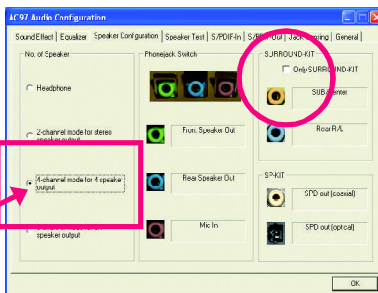 AC97 Audio Configuration
Sound Effect | Equalizer | Speaker Configuration | Speaker Test | S/PDIF-In | S/PDIF-Out | Jack Sensing | General
No. of Speaker
Phonejack Switch
SURROUND-KIT
Only SURROUND-KIT
Headphone
SUB/Center
2-channel mode for stereo
speaker output
Front Speaker Out
Rear R/L
4-channel mode for 4 speaker
output
Rear Speaker Out
SP-KIT
SPD out (coaxial)
speaker output
Mic In
SPD out (optical)
OK